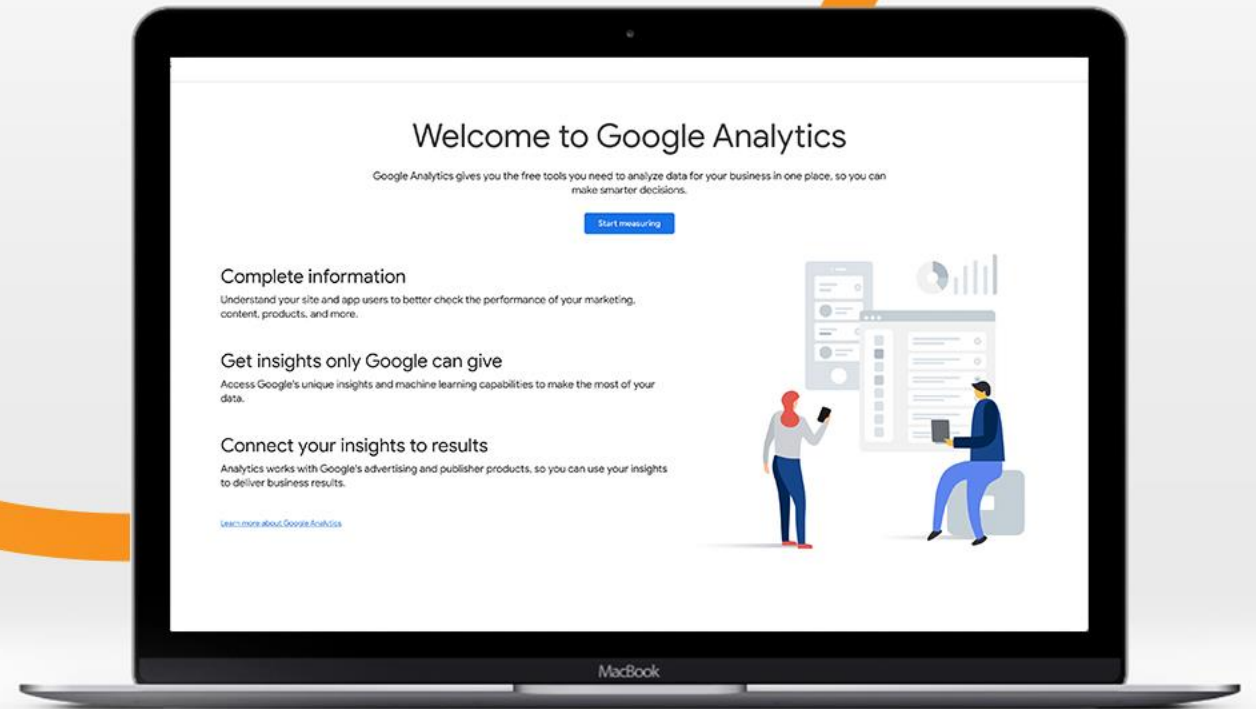 Welcome to Google Analytics
Google Analytics gives you the free tools you need to analyze data for your business in one place, so you can
make smarter decisions.
Start measuring
Complete information
Understand your site and app users to better check the performance of your marketing,
content, products, and more.
Get insights only Google can give
Access Google's unique insights and machine learning capabilities to make the most of your
data.
Connect your insights to results
Analytics works with Google's advertising and publisher products, so you can use your insights
to deliver business results.
Learn more about Google Analytics
MacBook